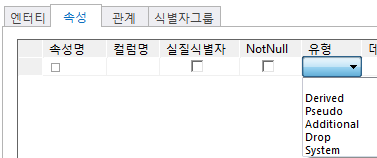 엔터티 속성 관계 식별자그룹
속성명 컬럼명 실질식별자 NotNull 유형
Derived
Pseudo
Additional
Drop
System